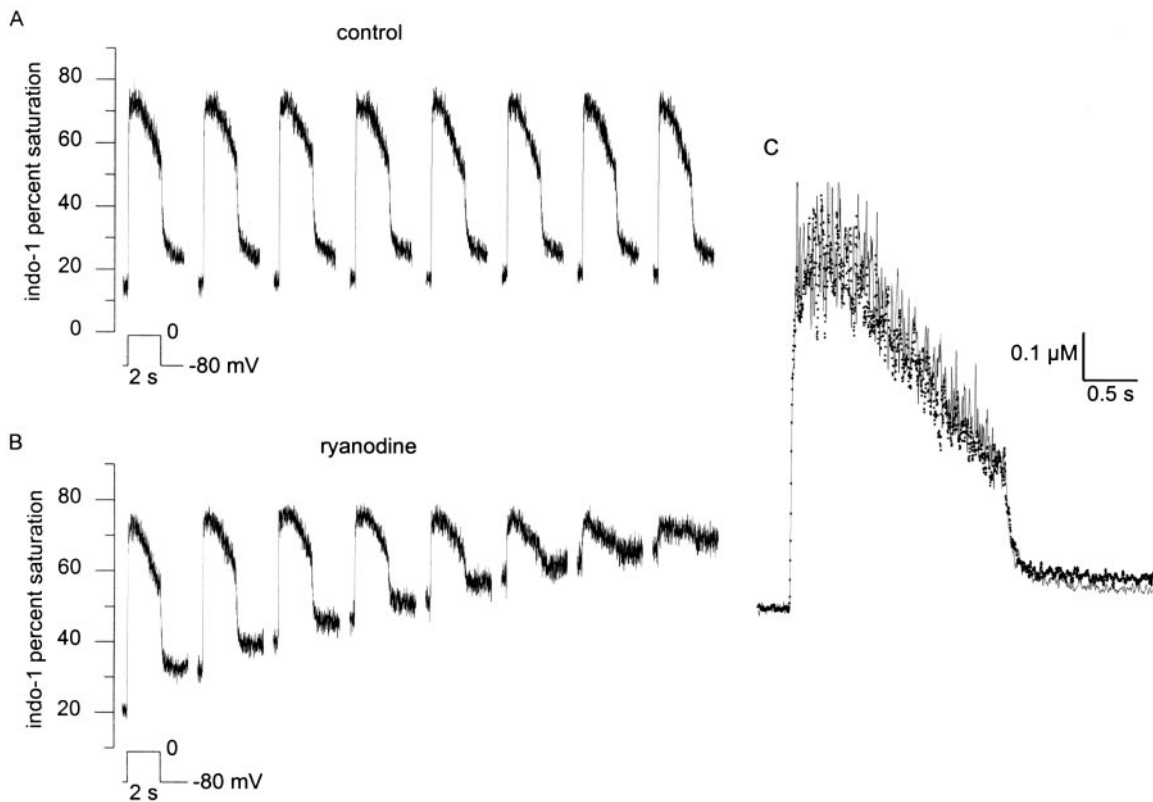 A
control
indo-1 percent saturation
80
60
40
20
0
0
-80 mV
2 s
B
ryanodine
indo-1 percent saturation
80
60
40
20
0
-80 mV
2 s
C
0.1 µM
0.5 s